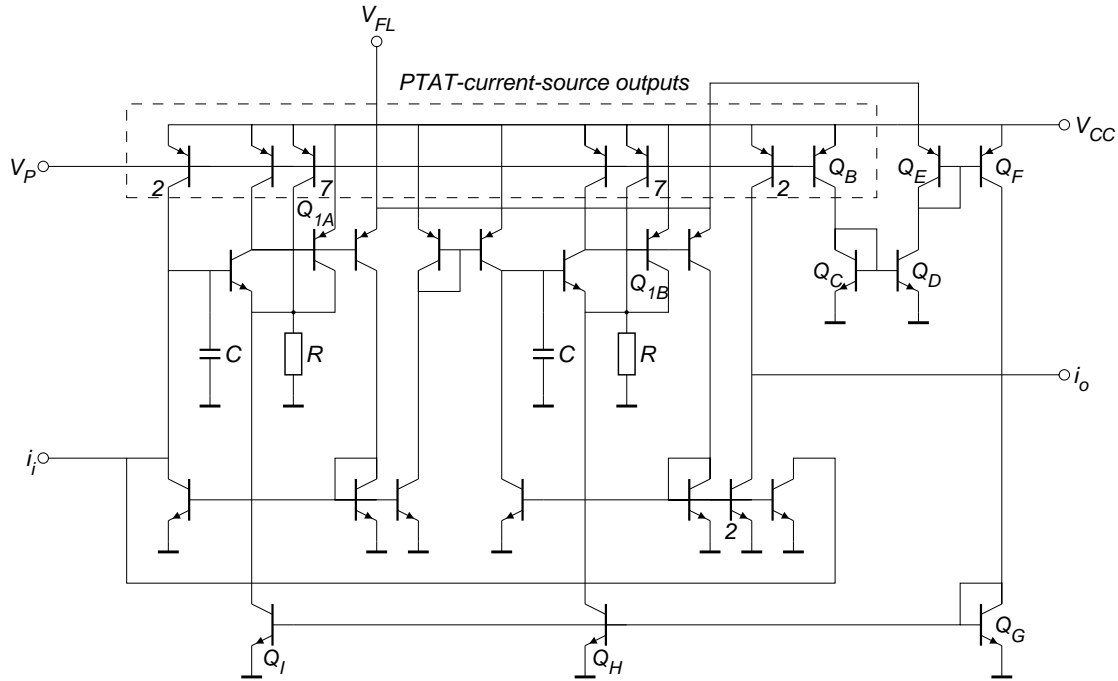 V_FL
PTAT-current-source outputs
V_CC
V_P
2
7
7
2
Q_B
Q_E
Q_F
Q_1A
Q_1B
Q_C
Q_D
C
R
C
R
i_o
i_i
2
Q_I
Q_H
Q_G